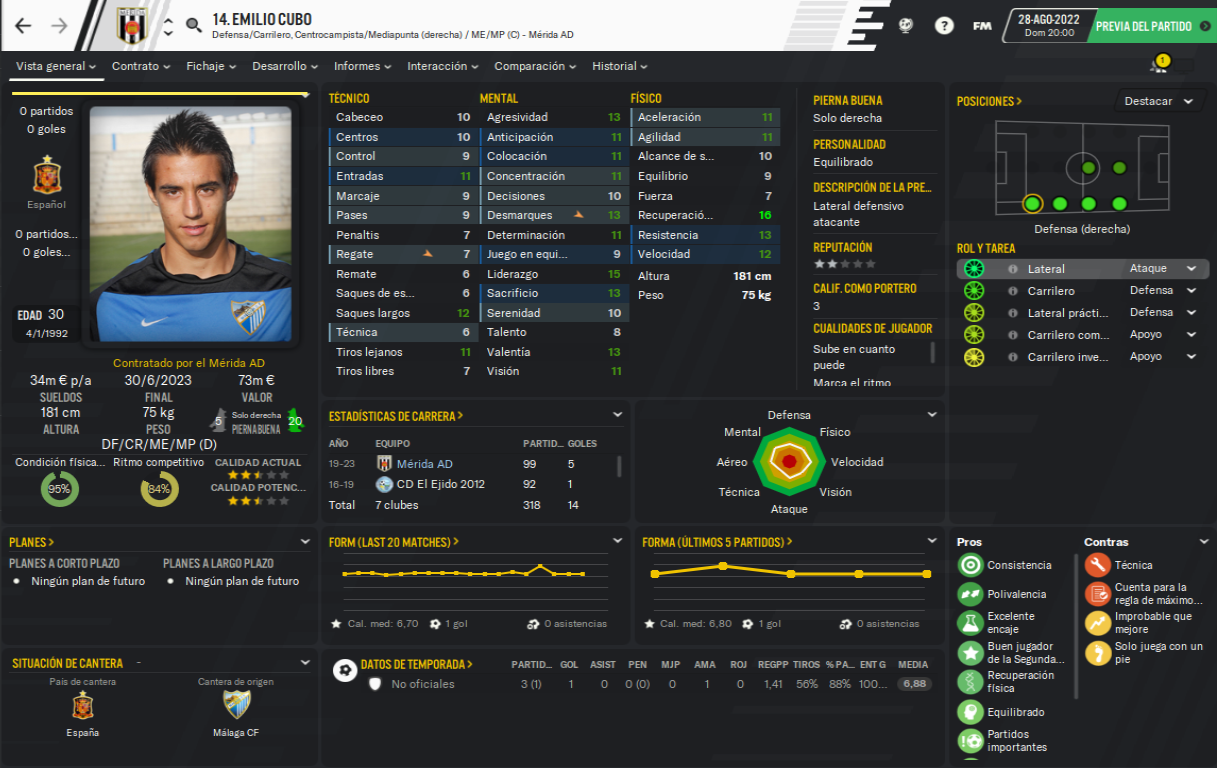 14. EMILIO CUBO
Defensa/Carrilero, Centrocampista/Mediapunta (derecha) / ME/MP (C) - Mérida AD
?
FM
28-AGO-2022
Dom 20:00
PREVIA DEL PARTIDO
Vista general
Contrato
Fichaje
Desarrollo
Informes
Interacción
Comparación
Historial
1
0 partidos
0 goles
Español
0 partidos...
0 goles...
EDAD 30
4/1/1992
Contratado por el Mérida AD
34m € p/a
SUELDOS
30/6/2023
FINAL
73m €
VALOR
181 cm
ALTURA
75 kg
PESO
5
Solo derecha
PIERNA BUENA
20
DF/CR/ME/MP (D)
Condición física...
95%
Ritmo competitivo
84%
CALIDAD ACTUAL
CALIDAD POTENC...
TÉCNICO
Cabeceo 10
Centros 10
Control 9
Entradas 11
Marcaje 9
Pases 9
Penaltis 7
Regate 7
Remate 6
Saques de es... 6
Saques largos 12
Técnica 6
Tiros lejanos 11
Tiros libres 7
MENTAL
Agresividad 13
Anticipación 11
Colocación 11
Concentración 11
Decisiones 10
Desmarques 13
Determinación 11
Juego en equi... 9
Liderazgo 15
Sacrificio 13
Serenidad 10
Talento 8
Valentía 13
Visión 11
FÍSICO
Aceleración 11
Agilidad 11
Alcance de s... 10
Equilibrio 9
Fuerza 7
Recuperació... 16
Resistencia 13
Velocidad 12
Altura 181 cm
Peso 75 kg
PIERNA BUENA
Solo derecha
PERSONALIDAD
Equilibrado
DESCRIPCIÓN DE LA PRE...
Lateral defensivo
atacante
REPUTACIÓN
CALIF. COMO PORTERO
3
CUALIDADES DE JUGADOR
Sube en cuanto
puede
Marca el ritmo
POSICIONES >
Destacar
Defensa (derecha)
ROL Y TAREA
Lateral Ataque
Carrilero Defensa
Lateral prácti... Defensa
Carrilero com... Apoyo
Carrilero inve... Apoyo
ESTADÍSTICAS DE CARRERA >
AÑO EQUIPO PARTID... GOLES
19-23 Mérida AD 99 5
16-19 CD El Ejido 2012 92 1
Total 7 clubes 318 14
Defensa
Mental
Físico
Aéreo
Velocidad
Técnica
Visión
Ataque
PLANES >
PLANES A CORTO PLAZO
Ningún plan de futuro
PLANES A LARGO PLAZO
Ningún plan de futuro
FORM (LAST 20 MATCHES) >
Cal. med: 6,70
1 gol
0 asistencias
FORMA (ÚLTIMOS 5 PARTIDOS) >
Cal. med: 6,80
1 gol
0 asistencias
Pros
Consistencia
Polivalencia
Excelente
encaje
Buen jugador
de la Segunda...
Recuperación
física
Equilibrado
Partidos
importantes
Contras
Técnica
Cuenta para la
regla de máximo...
Improbable que
mejore
Solo juega con un
pie
SITUACIÓN DE CANTERA -
País de cantera
España
Cantera de origen
Málaga CF
DATOS DE TEMPORADA >
PARTID... GOL ASIST PEN MJP AMA ROJ REGPP TIROS % PA... ENT G MEDIA
No oficiales 3 (1) 1 0 0 (0) 0 1 0 1,41 56% 88% 100... 6,88